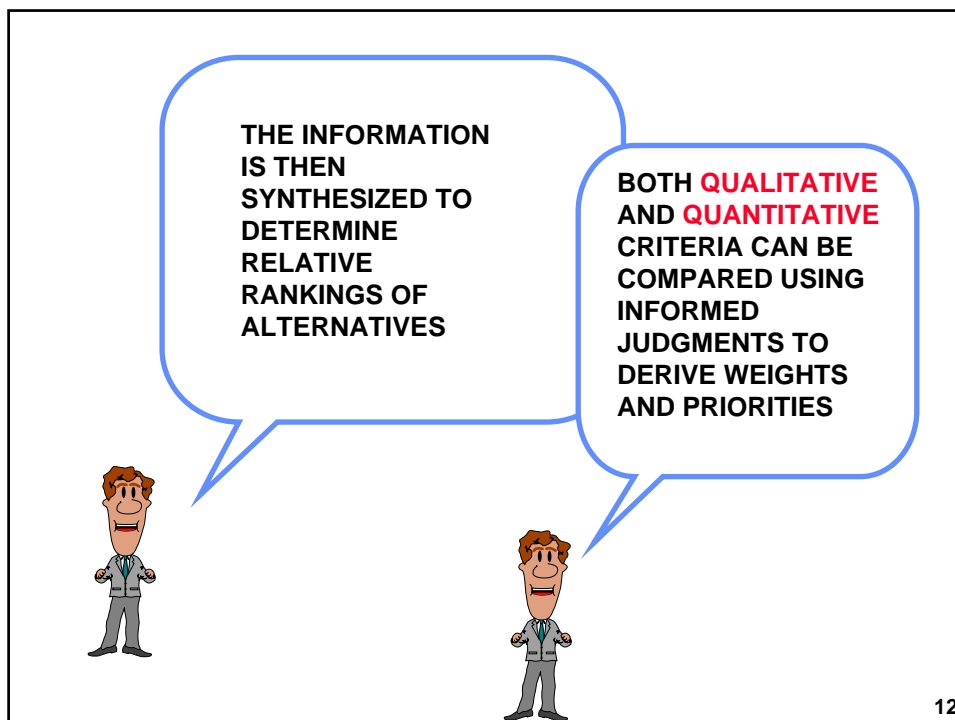 THE INFORMATION
IS THEN
SYNTHESIZED TO
DETERMINE
RELATIVE
RANKINGS OF
ALTERNATIVES
BOTH QUALITATIVE
AND QUANTITATIVE
CRITERIA CAN BE
COMPARED USING
INFORMED
JUDGMENTS TO
DERIVE WEIGHTS
AND PRIORITIES
12